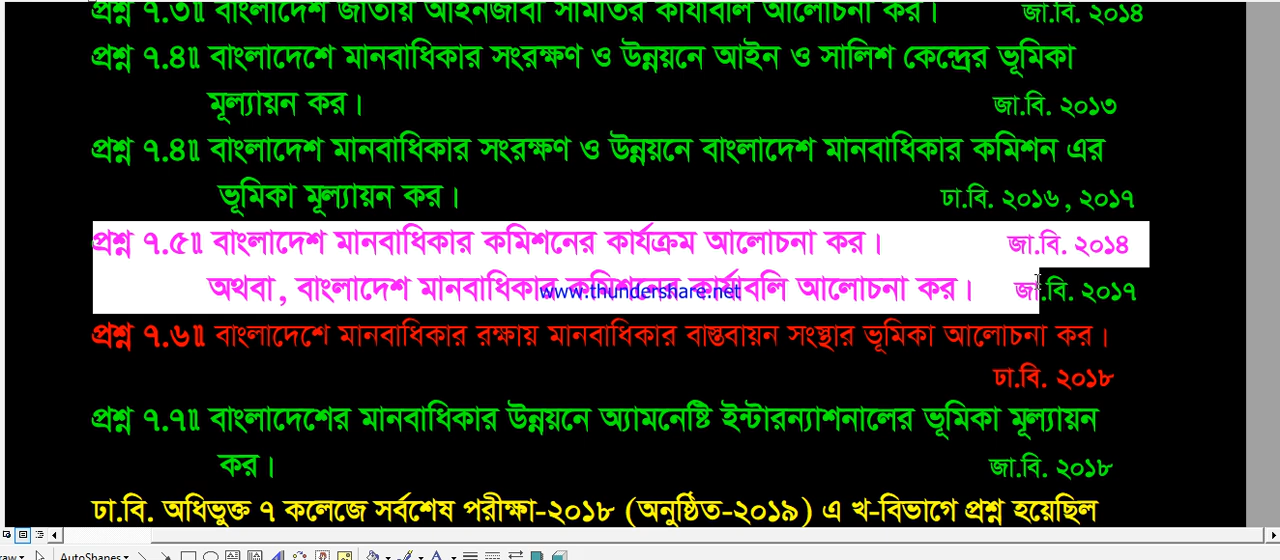 প্রশ্ন ৭.৩॥ বাংলাদেশ জাতীয় আইনজীবী সমিতির কার্যাবলি আলোচনা কর। জা.বি. ২০১৪
প্রশ্ন ৭.৪॥ বাংলাদেশে মানবাধিকার সংরক্ষণ ও উন্নয়নে আইন ও সালিশ কেন্দ্রের ভূমিকা
মূল্যায়ন কর। জা.বি. ২০১৩
প্রশ্ন ৭.৪॥ বাংলাদেশ মানবাধিকার সংরক্ষণ ও উন্নয়নে বাংলাদেশ মানবাধিকার কমিশন এর
ভূমিকা মূল্যায়ন কর। ঢা.বি. ২০১৬, ২০১৭
প্রশ্ন ৭.৫॥ বাংলাদেশ মানবাধিকার কমিশনের কার্যক্রম আলোচনা কর। জা.বি. ২০১৪
অথবা, বাংলাদেশ মানবাধিকার কমিশনের কার্যাবলি আলোচনা কর। জা.বি. ২০১৭
www.thundershare.net
প্রশ্ন ৭.৬॥ বাংলাদেশে মানবাধিকার রক্ষায় মানবাধিকার বাস্তবায়ন সংস্থার ভূমিকা আলোচনা কর।
ঢা.বি. ২০১৮
প্রশ্ন ৭.৭॥ বাংলাদেশের মানবাধিকার উন্নয়নে অ্যামনেষ্টি ইন্টারন্যাশনালের ভূমিকা মূল্যায়ন
কর। জা.বি. ২০১৮
ঢা.বি. অধিভুক্ত ৭ কলেজে সর্বশেষ পরীক্ষা-২০১৮ (অনুষ্ঠিত-২০১৯) এ খ-বিভাগে প্রশ্ন হয়েছিল
AutoShapes